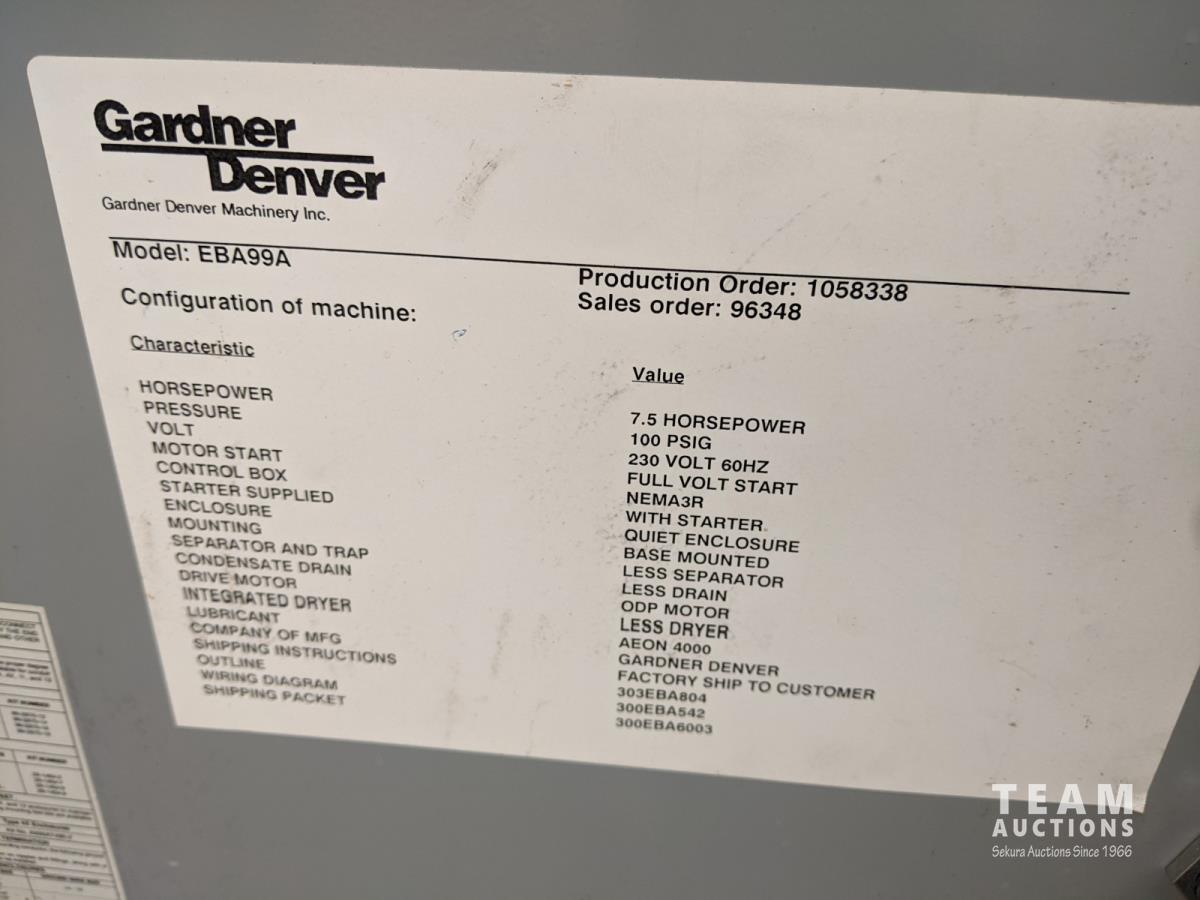 Gardner
Denver
Gardner Denver Machinery Inc.
Model: EBA99A
Production Order: 1058338
Sales order: 96348
Configuration of machine:
Characteristic Value
HORSEPOWER 7.5 HORSEPOWER
PRESSURE 100 PSIG
VOLT 230 VOLT 60HZ
MOTOR START FULL VOLT START
CONTROL BOX NEMA3R
STARTER SUPPLIED WITH STARTER
ENCLOSURE QUIET ENCLOSURE
MOUNTING BASE MOUNTED
SEPARATOR AND TRAP LESS SEPARATOR
CONDENSATE DRAIN LESS DRAIN
DRIVE MOTOR ODP MOTOR
INTEGRATED DRYER LESS DRYER
LUBRICANT AEON 4000
COMPANY OF MFG GARDNER DENVER
SHIPPING INSTRUCTIONS FACTORY SHIP TO CUSTOMER
OUTLINE 303EBA804
WIRING DIAGRAM 300EBA542
SHIPPING PACKET 300EBA6003
TEAM
AUCTIONS
Sekura Auctions Since 1966